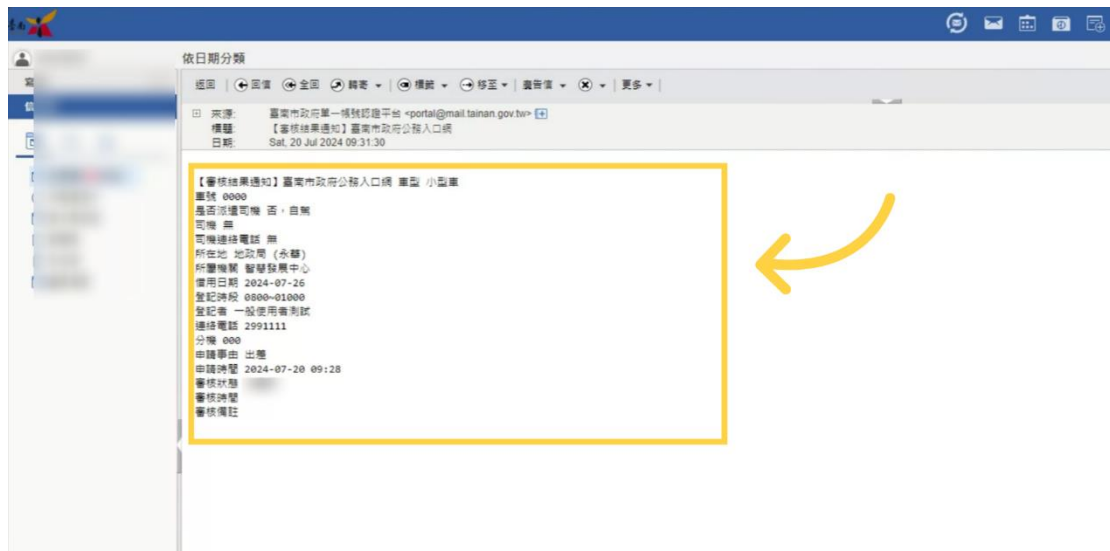 臺南
依日期分類
寫
返回 | 回信 全回 轉寄 | 標籤 移至 | 廣告信 | 更多 |
信
來源: 臺南市政府單一帳號認證平台 <portal@mail.tainan.gov.tw>
標題: 【審核結果通知】臺南市政府公務入口網
日期: Sat, 20 Jul 2024 09:31:30
【審核結果通知】臺南市政府公務入口網 車型 小型車
車號 0000
是否派遣司機 否，自駕
司機 無
司機連絡電話 無
所在地 地政局 (永華)
所屬機關 智慧發展中心
借用日期 2024-07-26
登記時段 0800~01000
登記者 一般使用者測試
連絡電話 2991111
分機 000
申請事由 出差
申請時間 2024-07-20 09:28
審核狀態
審核時間
審核備註